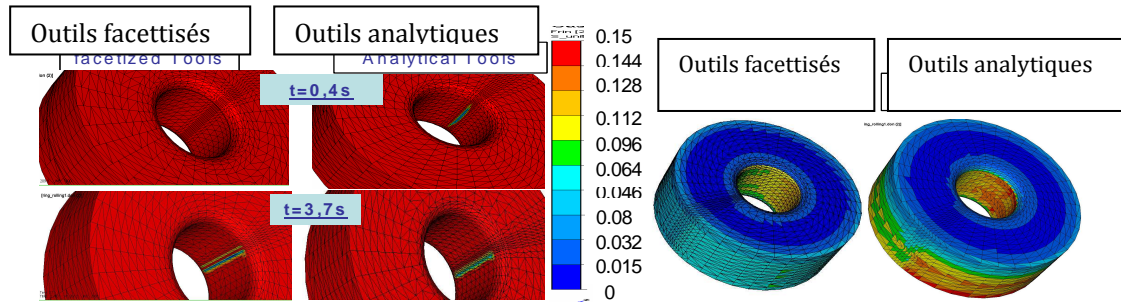 Outils facettisés
Outils analytiques
facetized Tools
Analytical Tools
t=0,4s
t=3,7s
0.15
0.144
0.128
0.112
0.096
0.064
0.046
0.08
0.032
0.015
0
Outils facettisés
Outils analytiques